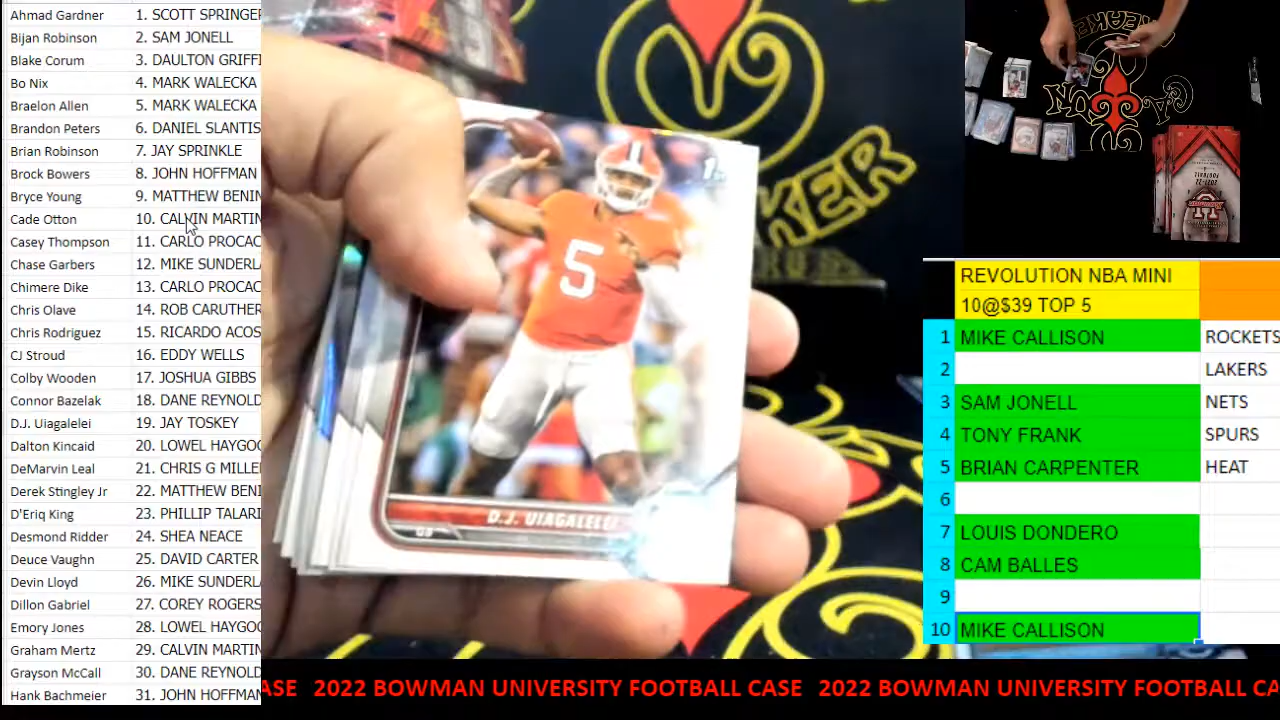 Ahmad Gardner 1. SCOTT SPRINGER
Bijan Robinson 2. SAM JONELL
Blake Corum 3. DAULTON GRIFFI
Bo Nix 4. MARK WALECKA
Braelon Allen 5. MARK WALECKA
Brandon Peters 6. DANIEL SLANTIS
Brian Robinson 7. JAY SPRINKLE
Brock Bowers 8. JOHN HOFFMAN
Bryce Young 9. MATTHEW BENIN
Cade Otton 10. CALVIN MARTIN
Casey Thompson 11. CARLO PROCAC
Chase Garbers 12. MIKE SUNDERL
Chimere Dike 13. CARLO PROCAC
Chris Olave 14. ROB CARUTHER
Chris Rodriguez 15. RICARDO ACOS
CJ Stroud 16. EDDY WELLS
Colby Wooden 17. JOSHUA GIBBS
Connor Bazelak 18. DANE REYNOLD
D.J. Uiagalelei 19. JAY TOSKEY
Dalton Kincaid 20. LOWEL HAYGOO
DeMarvin Leal 21. CHRIS G MILLE
Derek Stingley Jr 22. MATTHEW BENI
D'Eriq King 23. PHILLIP TALARI
Desmond Ridder 24. SHEA NEACE
Deuce Vaughn 25. DAVID CARTER
Devin Lloyd 26. MIKE SUNDERL
Dillon Gabriel 27. COREY ROGERS
Emory Jones 28. LOWEL HAYGOO
Graham Mertz 29. CALVIN MARTIN
Grayson McCall 30. DANE REYNOLD
Hank Bachmeier 31. JOHN HOFFMAN
EAKER
5
D.J. UIAGALELEI
QB
REVOLUTION NBA MINI
10@$39 TOP 5
1 MIKE CALLISON ROCKETS
2 LAKERS
3 SAM JONELL NETS
4 TONY FRANK SPURS
5 BRIAN CARPENTER HEAT
6
7 LOUIS DONDERO
8 CAM BALLES
9
10 MIKE CALLISON
ASE 2022 BOWMAN UNIVERSITY FOOTBALL CASE 2022 BOWMAN UNIVERSITY FOOTBALL CA